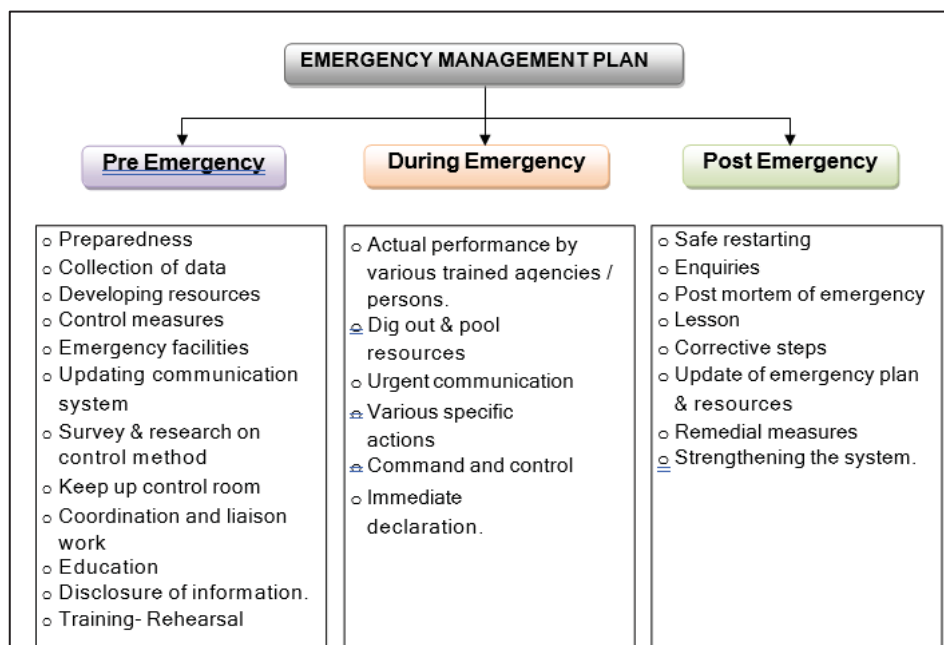 EMERGENCY MANAGEMENT PLAN
Pre Emergency
During Emergency
Post Emergency
o Preparedness
o Collection of data
o Developing resources
o Control measures
o Emergency facilities
o Updating communication
system
o Survey & research on
control method
o Keep up control room
o Coordination and liaison
work
o Education
o Disclosure of information.
o Training- Rehearsal
o Actual performance by
various trained agencies /
persons.
o Dig out & pool
resources
o Urgent communication
o Various specific
actions
o Command and control
o Immediate
declaration.
o Safe restarting
o Enquiries
o Post mortem of emergency
o Lesson
o Corrective steps
o Update of emergency plan
& resources
o Remedial measures
o Strengthening the system.